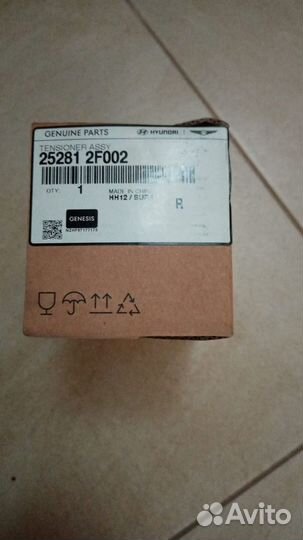 GENUINE PARTS HYUNDAI
TENSIONER ASSY
25281 2F002
QTY: 1 MADE IN CHINA
HH12 /
R
GENESIS
Avito